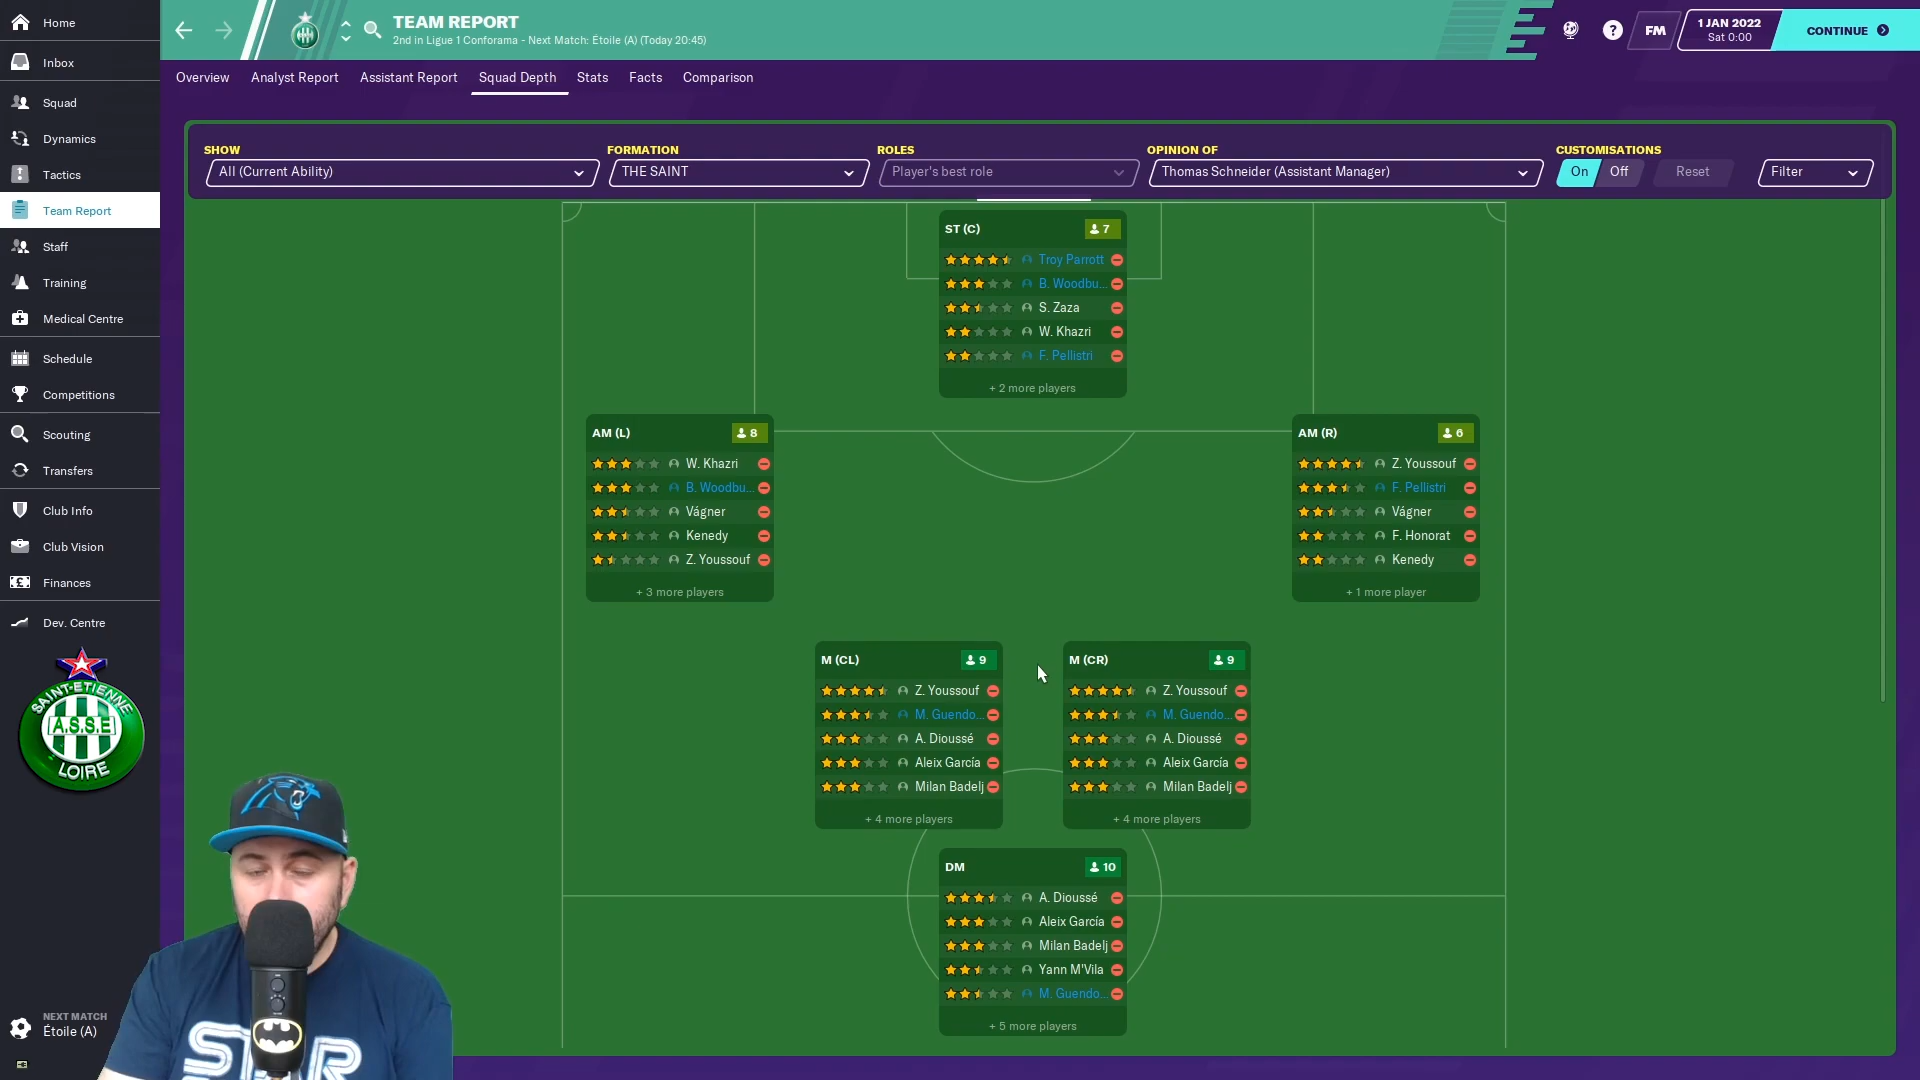 Home
Inbox
Squad
Dynamics
Tactics
Team Report
Staff
Training
Medical Centre
Schedule
Competitions
Scouting
Transfers
Club Info
Club Vision
Finances
Dev. Centre
SAINT-ETIENNE
A.S.S.E
LOIRE
NEXT MATCH
Étoile (A)
TEAM REPORT
2nd in Ligue 1 Conforama - Next Match: Étoile (A) (Today 20:45)
FM
1 JAN 2022
Sat 0:00
CONTINUE
Overview Analyst Report Assistant Report Squad Depth Stats Facts Comparison
SHOW FORMATION ROLES OPINION OF CUSTOMISATIONS
All (Current Ability) THE SAINT Player's best role Thomas Schneider (Assistant Manager) On Off Reset Filter
ST (C) 7
Troy Parrott
B. Woodbu...
S. Zaza
W. Khazri
F. Pellistri
+ 2 more players
AM (L) 8
W. Khazri
B. Woodbu...
Vágner
Kenedy
Z. Youssouf
+ 3 more players
AM (R) 6
Z. Youssouf
F. Pellistri
Vágner
F. Honorat
Kenedy
+ 1 more player
M (CL) 9
Z. Youssouf
M. Guendo...
A. Dioussé
Aleix García
Milan Badelj
+ 4 more players
M (CR) 9
Z. Youssouf
M. Guendo...
A. Dioussé
Aleix García
Milan Badelj
+ 4 more players
DM 10
A. Dioussé
Aleix García
Milan Badelj
Yann M'Vila
M. Guendo...
+ 5 more players
STAR